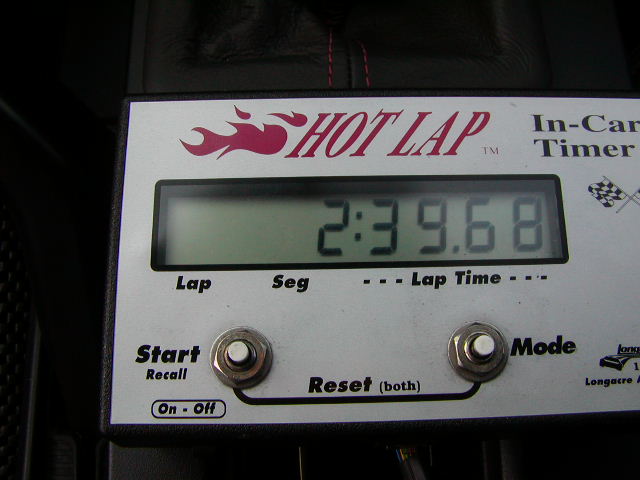 HOT LAP ™
In-Car
Timer
2:39.68
Lap Seg - - - Lap Time - - -
Start
Recall
Mode
Reset (both)
On - Off
Longacre